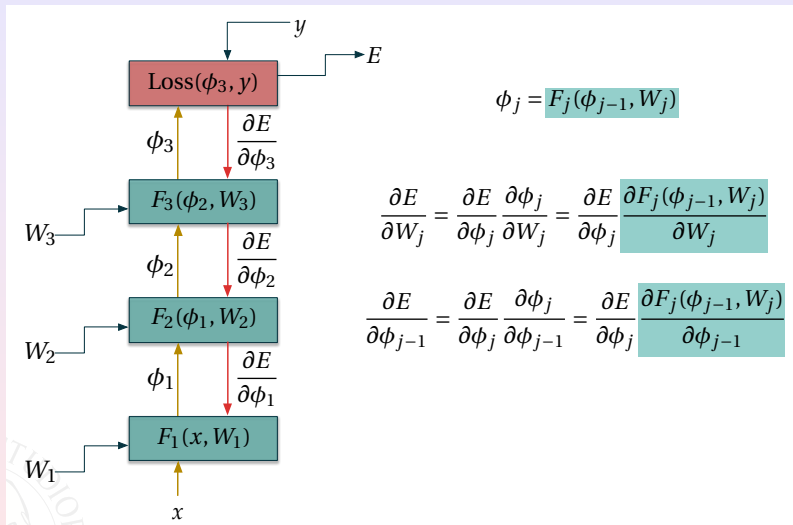 y
E
Loss(ϕ₃, y)
ϕ₃
∂E/∂ϕ₃
F₃(ϕ₂, W₃)
W₃
ϕ₂
∂E/∂ϕ₂
F₂(ϕ₁, W₂)
W₂
ϕ₁
∂E/∂ϕ₁
F₁(x, W₁)
W₁
x
ϕⱼ = Fⱼ(ϕⱼ₋₁, Wⱼ)
∂E/∂Wⱼ = ∂E/∂ϕⱼ ∂ϕⱼ/∂Wⱼ = ∂E/∂ϕⱼ ∂Fⱼ(ϕⱼ₋₁, Wⱼ)/∂Wⱼ
∂E/∂ϕⱼ₋₁ = ∂E/∂ϕⱼ ∂ϕⱼ/∂ϕⱼ₋₁ = ∂E/∂ϕⱼ ∂Fⱼ(ϕⱼ₋₁, Wⱼ)/∂ϕⱼ₋₁